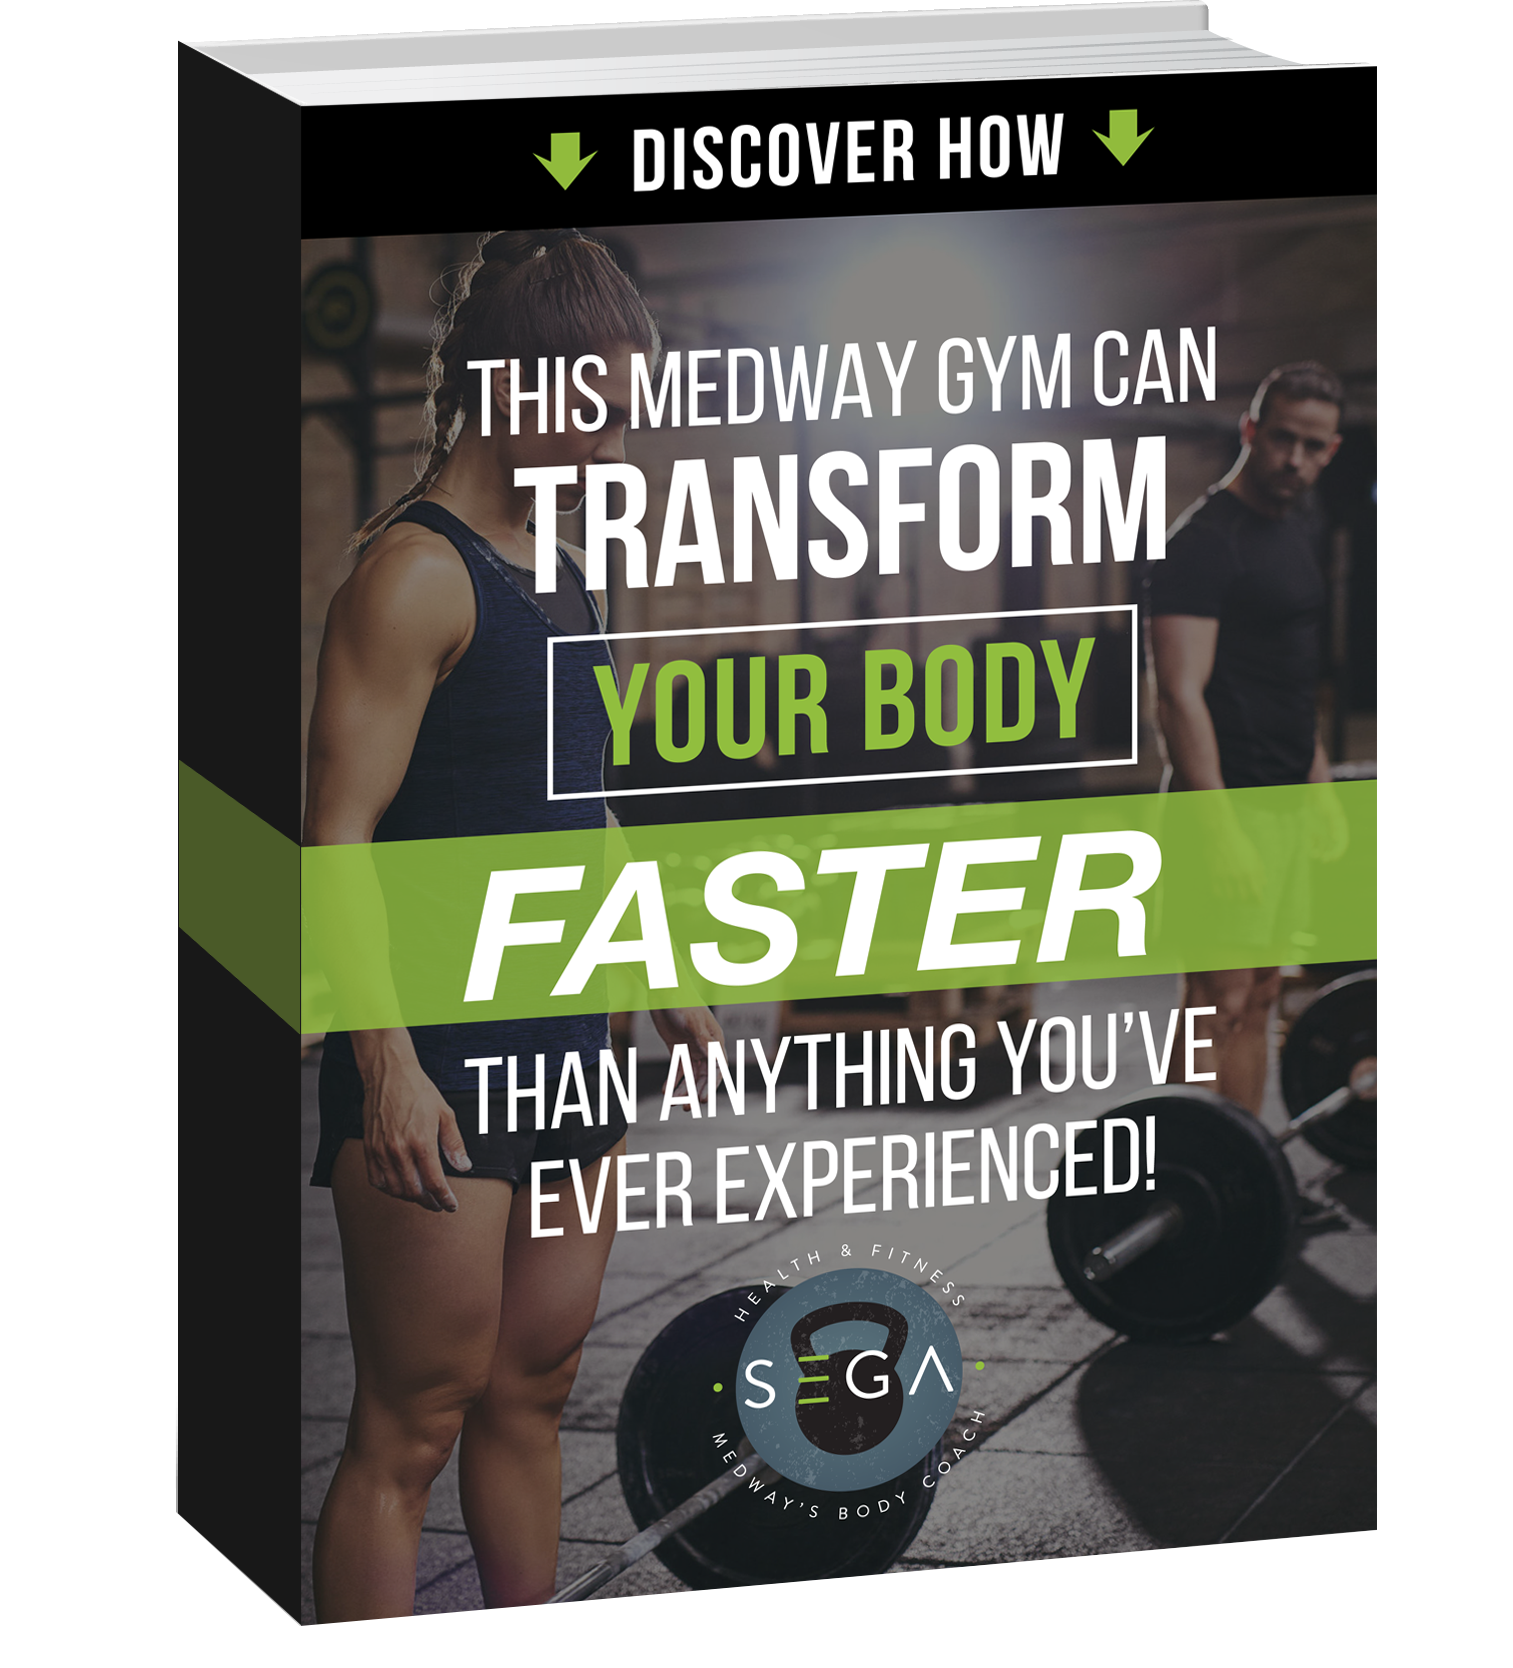 DISCOVER HOW
THIS MEDWAY GYM CAN
TRANSFORM
YOUR BODY
FASTER
THAN ANYTHING YOU'VE
EVER EXPERIENCED!
HEALTH & FITNESS
SEGA
MEDWAY'S BODY COACH